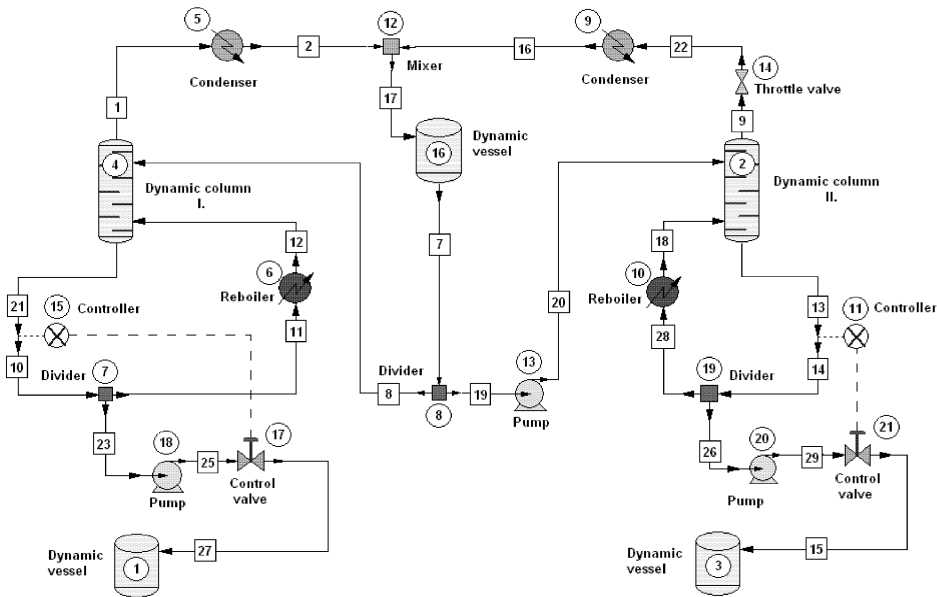 5
12
9
2
16
22
14
Condenser
Mixer
Condenser
Throttle valve
1
17
9
4
16
Dynamic
vessel
2
Dynamic column
I.
Dynamic column
II.
12
7
18
6
Reboiler
10
Reboiler
20
21
15
Controller
11
13
11
Controller
10
28
14
Divider
7
Divider
13
19
Divider
8
8
19
Pump
23
18
25
17
26
20
29
21
Pump
Control
valve
Pump
Control
valve
27
15
Dynamic
vessel
1
Dynamic
vessel
3